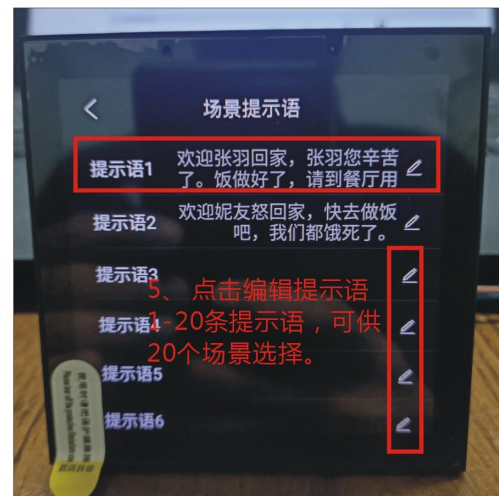 场景提示语
提示语1
欢迎张羽回家，张羽您辛苦
了。饭做好了，请到餐厅用
提示语2
欢迎妮友怒回家，快去做饭
吧，我们都饿死了。
提示语3
5、点击编辑提示语
提示语4
1-20条提示语，可供
20个场景选择。
提示语5
提示语6